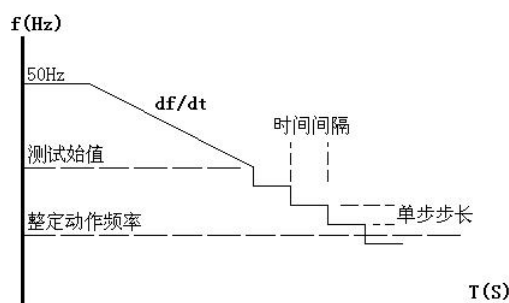 f(Hz)
50Hz
df/dt
时间间隔
测试始值
单步步长
整定动作频率
T(S)